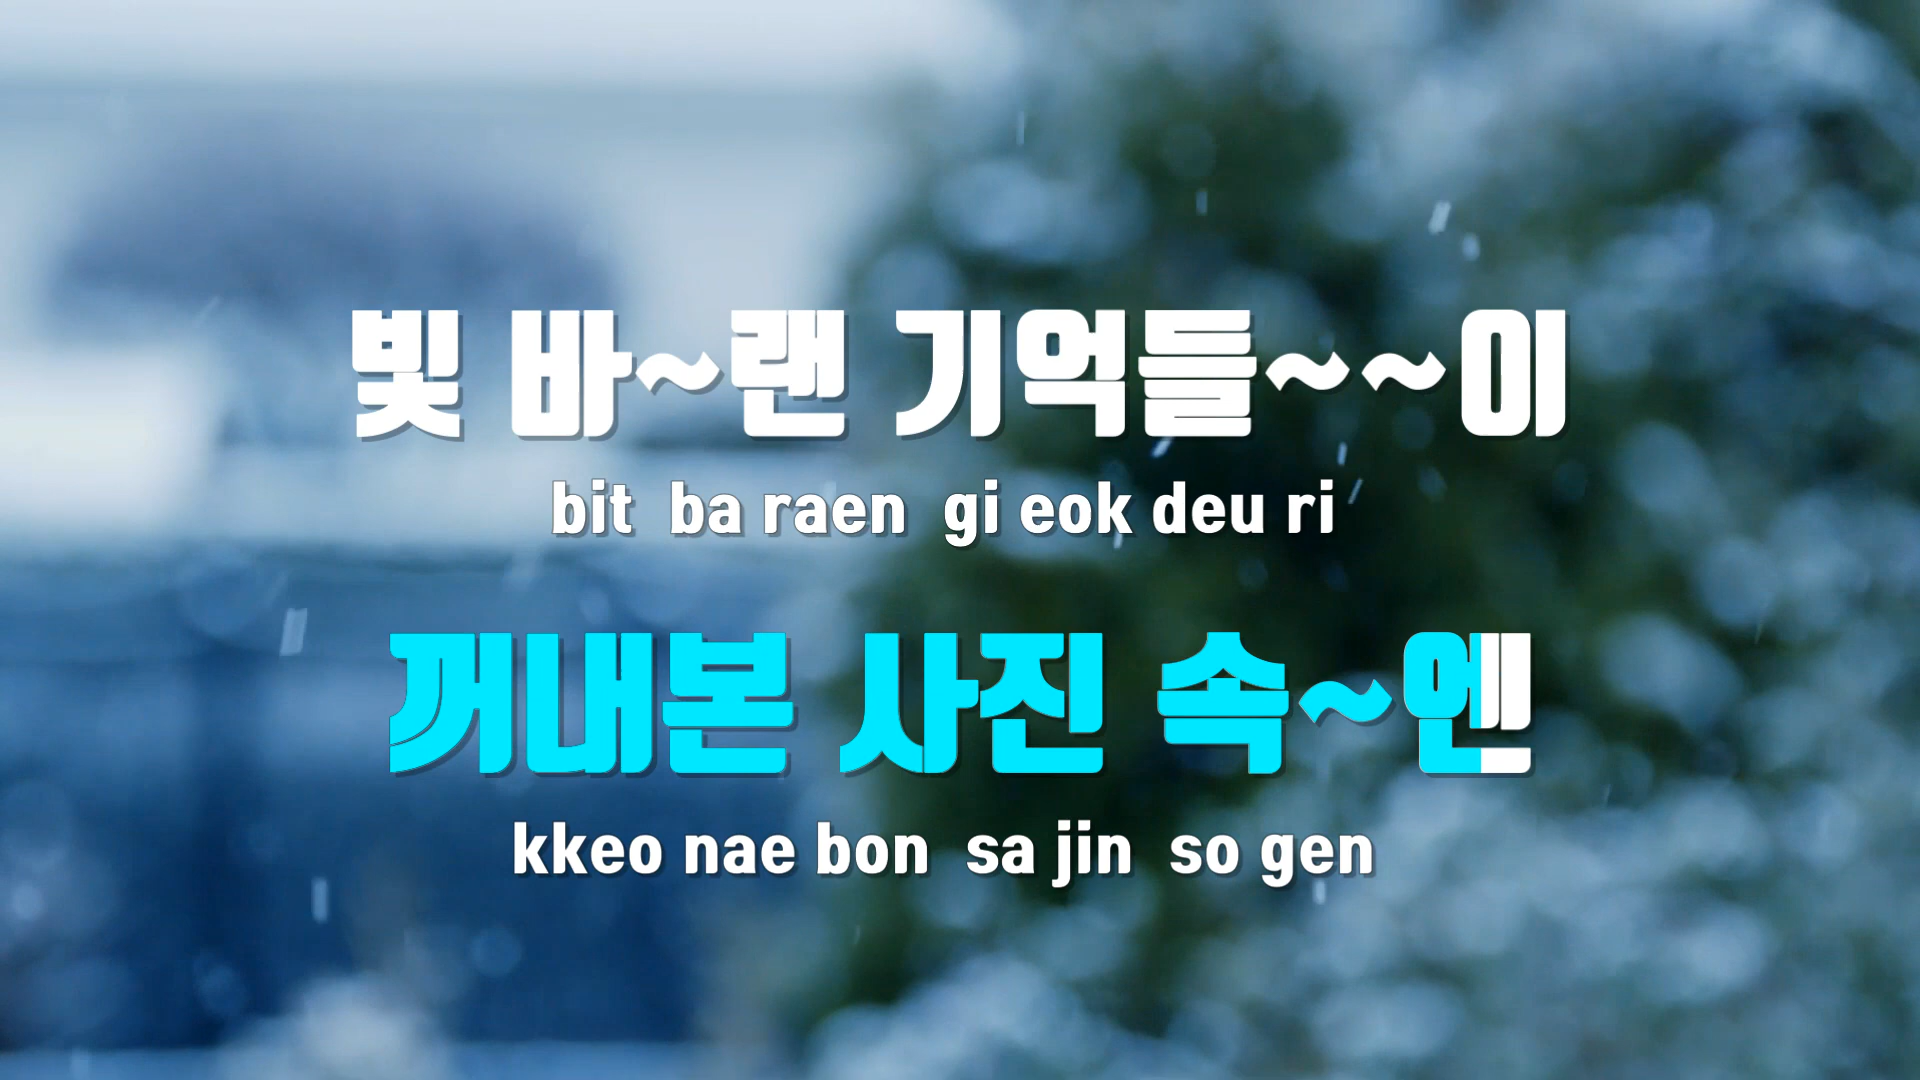 빛 바~랜 기억들~~이
bit ba raen gi eok deu ri
꺼내본 사진 속~엔
kkeo nae bon sa jin so gen